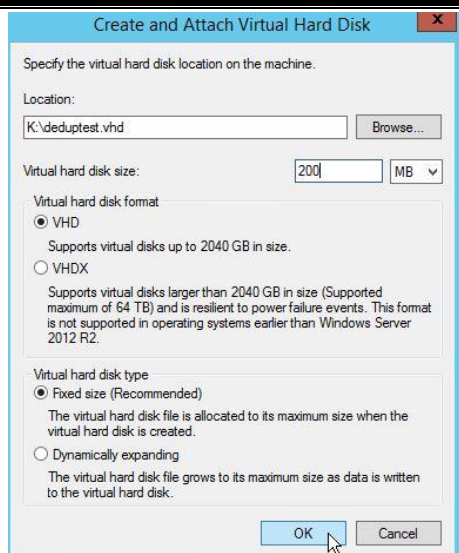 Create and Attach Virtual Hard Disk
x
Specify the virtual hard disk location on the machine.
Location:
K:\deduptest.vhd
Browse...
Virtual hard disk size:
200
MB
Virtual hard disk format
VHD
Supports virtual disks up to 2040 GB in size.
VHDX
Supports virtual disks larger than 2040 GB in size (Supported
maximum of 64 TB) and is resilient to power failure events. This format
is not supported in operating systems earlier than Windows Server
2012 R2.
Virtual hard disk type
Fixed size (Recommended)
The virtual hard disk file is allocated to its maximum size when the
virtual hard disk is created.
Dynamically expanding
The virtual hard disk file grows to its maximum size as data is written
to the virtual hard disk.
OK
Cancel